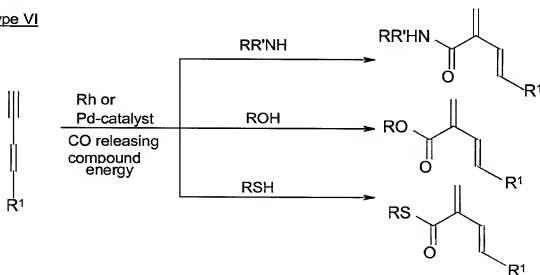 ype VI
RR'NH
RR'HN
O
R¹
Rh or
Pd-catalyst
ROH
RO
O
R¹
CO releasing
compound
energy
R¹
RSH
RS
O
R¹